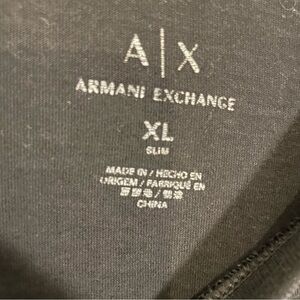 A|X
ARMANI EXCHANGE
XL
SLIM
MADE IN / HECHO EN
ORIGEM / FABRIQUÉ EN
CHINA